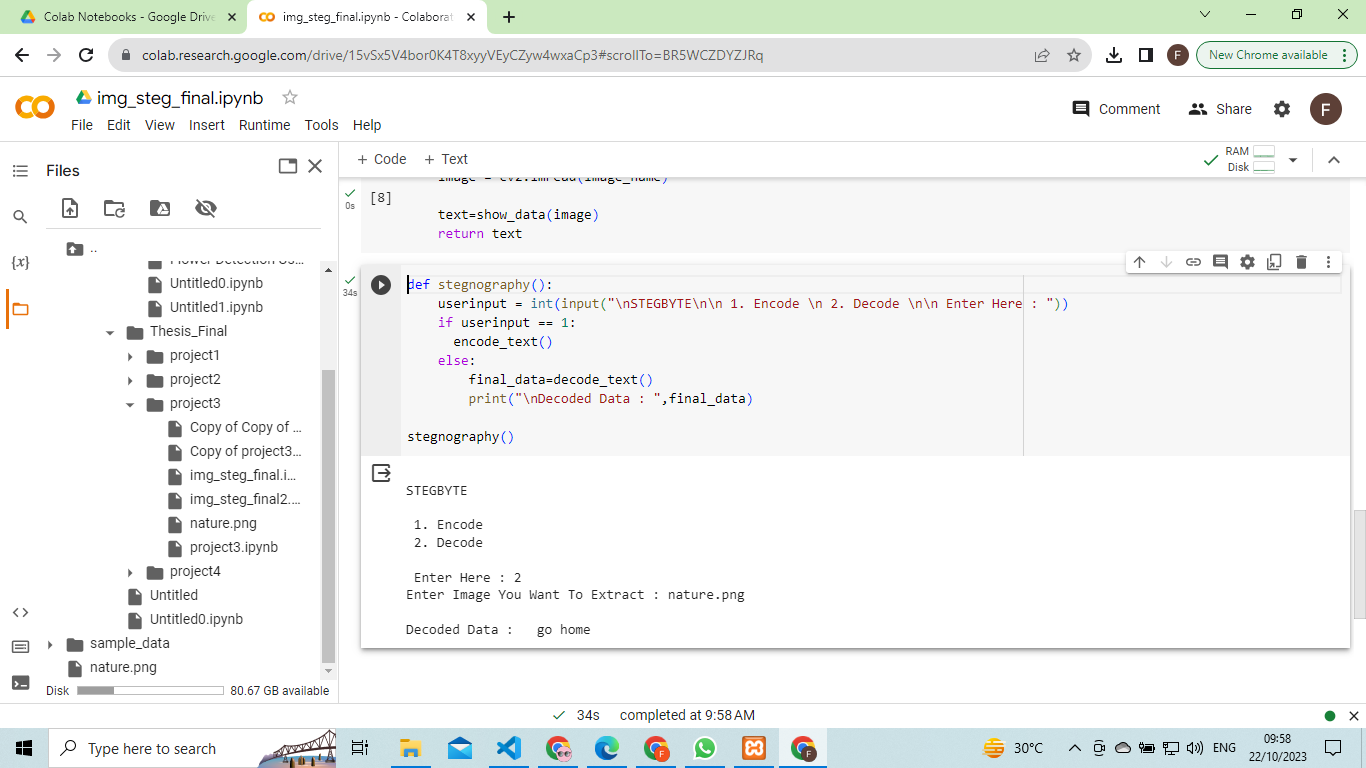 Colab Notebooks - Google Drive
img_steg_final.ipynb - Colaborat
colab.research.google.com/drive/15vSx5V4bor0K4T8xyyVEyCZyw4wxaCp3#scrollTo=BR5WCZDYZJRq
F
New Chrome available
CO
img_steg_final.ipynb
File Edit View Insert Runtime Tools Help
Comment
Share
F
Files
+ Code + Text
RAM
Disk
..
Untitled0.ipynb
Untitled1.ipynb
Thesis_Final
project1
project2
project3
Copy of Copy of ...
Copy of project3...
img_steg_final.i...
img_steg_final2....
nature.png
project3.ipynb
project4
Untitled
Untitled0.ipynb
sample_data
nature.png
Disk 80.67 GB available
{x}
<>
0s
[8]
image = cv2.imread(image_name)
text=show_data(image)
return text
34s
def stegnography():
userinput = int(input("\nSTEGBYTE\n\n 1. Encode \n 2. Decode \n\n Enter Here : "))
if userinput == 1:
encode_text()
else:
final_data=decode_text()
print("\nDecoded Data : ",final_data)
stegnography()
STEGBYTE
1. Encode
2. Decode
Enter Here : 2
Enter Image You Want To Extract : nature.png
Decoded Data :   go home
34s completed at 9:58 AM
Type here to search
30°C
ENG
09:58
22/10/2023